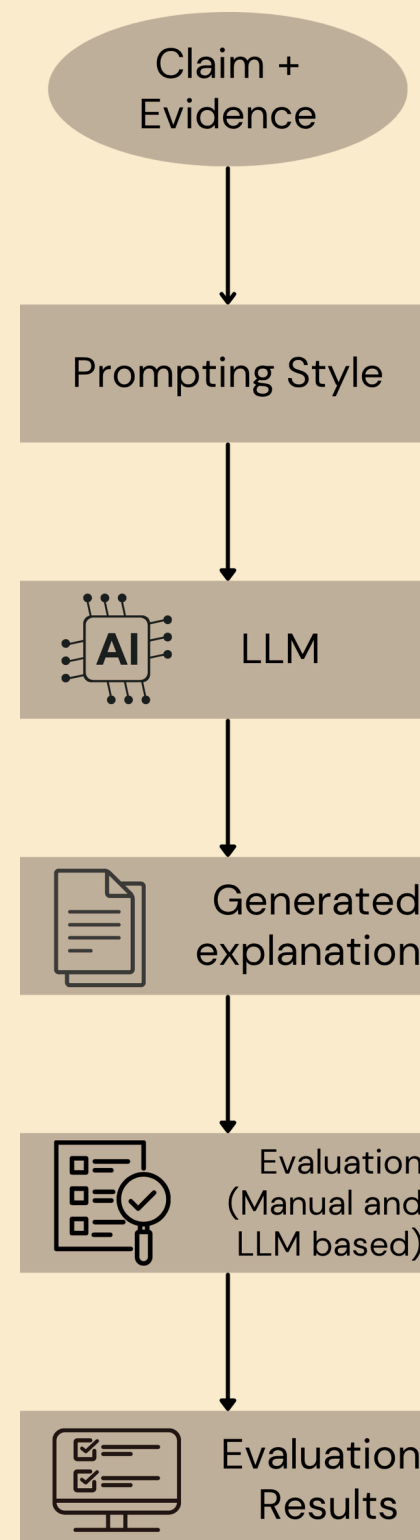 Claim +
Evidence
Prompting Style
AI
LLM
Generated
explanation
Evaluation
(Manual and
LLM based)
Evaluation
Results